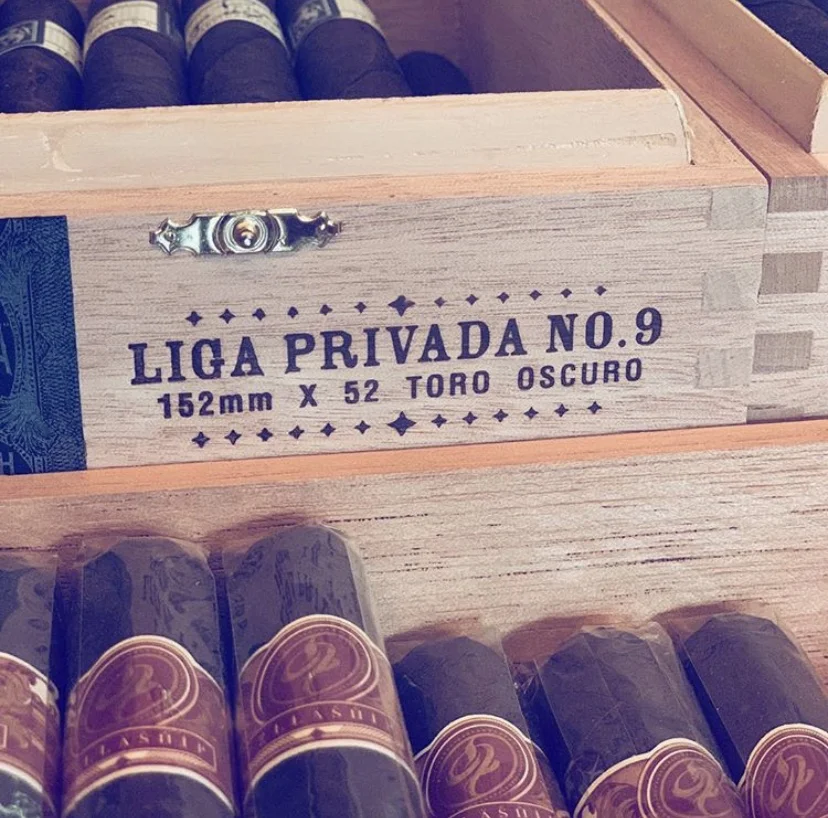 LIGA PRIVADA NO.9
152mm X 52 TORO OSCURO